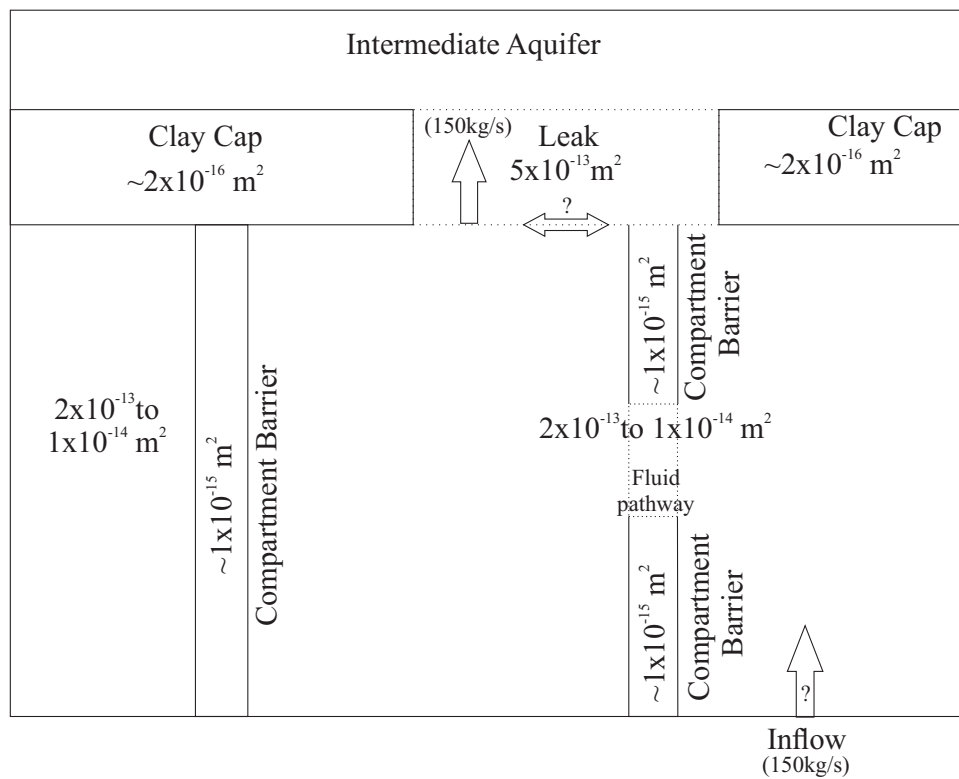 Intermediate Aquifer
Clay Cap
~2x10⁻¹⁶ m²
(150kg/s)
Leak
5x10⁻¹³m²
?
Clay Cap
~2x10⁻¹⁶ m²
2x10⁻¹³to
1x10⁻¹⁴ m²
~1x10⁻¹⁵ m²
Compartment Barrier
~1x10⁻¹⁵ m²
Compartment
Barrier
2x10⁻¹³to 1x10⁻¹⁴ m²
Fluid
pathway
~1x10⁻¹⁵ m²
Compartment
Barrier
?
Inflow
(150kg/s)